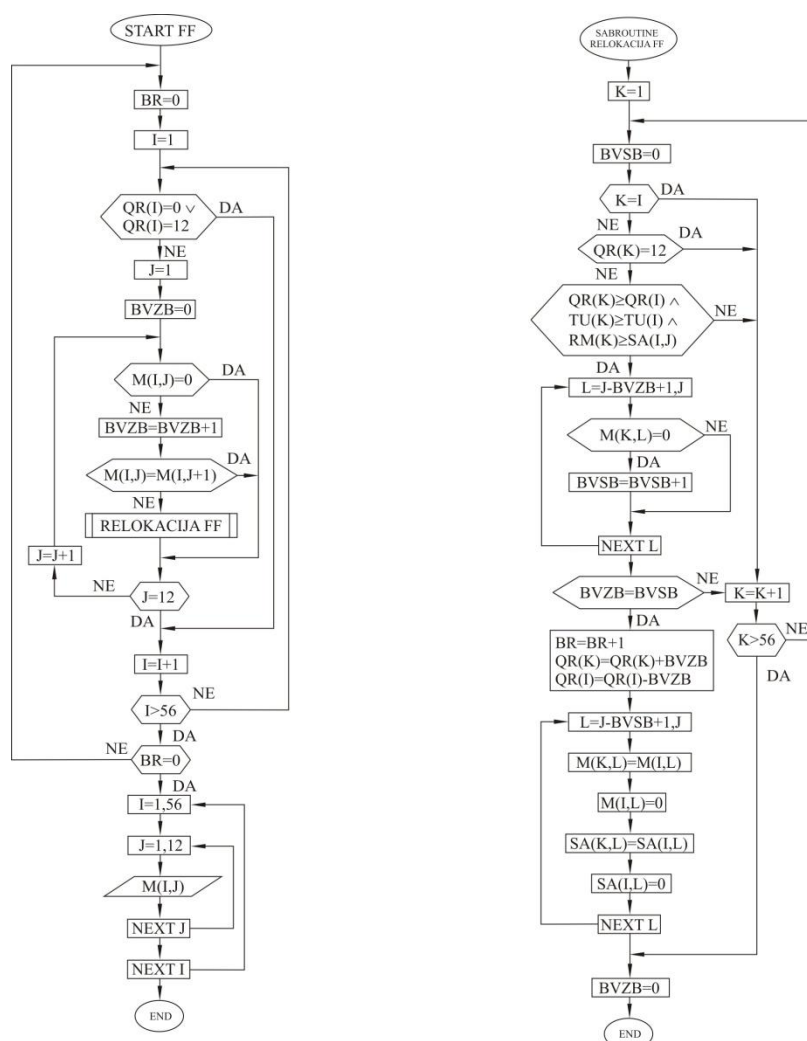 START FF
BR=0
I=1
QR(I)=0 ∨
QR(I)=12
DA
NE
J=1
BVZB=0
M(I,J)=0
DA
NE
BVZB=BVZB+1
M(I,J)=M(I,J+1)
DA
NE
RELOKACIJA FF
J=J+1
NE
J=12
DA
I=I+1
NE
I>56
DA
NE
BR=0
DA
I=1,56
J=1,12
M(I,J)
NEXT J
NEXT I
END
SABROUTINE
RELOKACIJA FF
K=1
BVSB=0
DA
K=I
NE
DA
QR(K)=12
NE
QR(K)≥QR(I) ∧
TU(K)≥TU(I) ∧
RM(K)≥SA(I,J)
NE
DA
L=J-BVZB+1,J
M(K,L)=0
NE
DA
BVSB=BVSB+1
NEXT L
BVZB=BVSB
NE
K=K+1
DA
K>56
NE
DA
BR=BR+1
QR(K)=QR(K)+BVZB
QR(I)=QR(I)-BVZB
L=J-BVSB+1,J
M(K,L)=M(I,L)
M(I,L)=0
SA(K,L)=SA(I,L)
SA(I,L)=0
NEXT L
BVZB=0
END